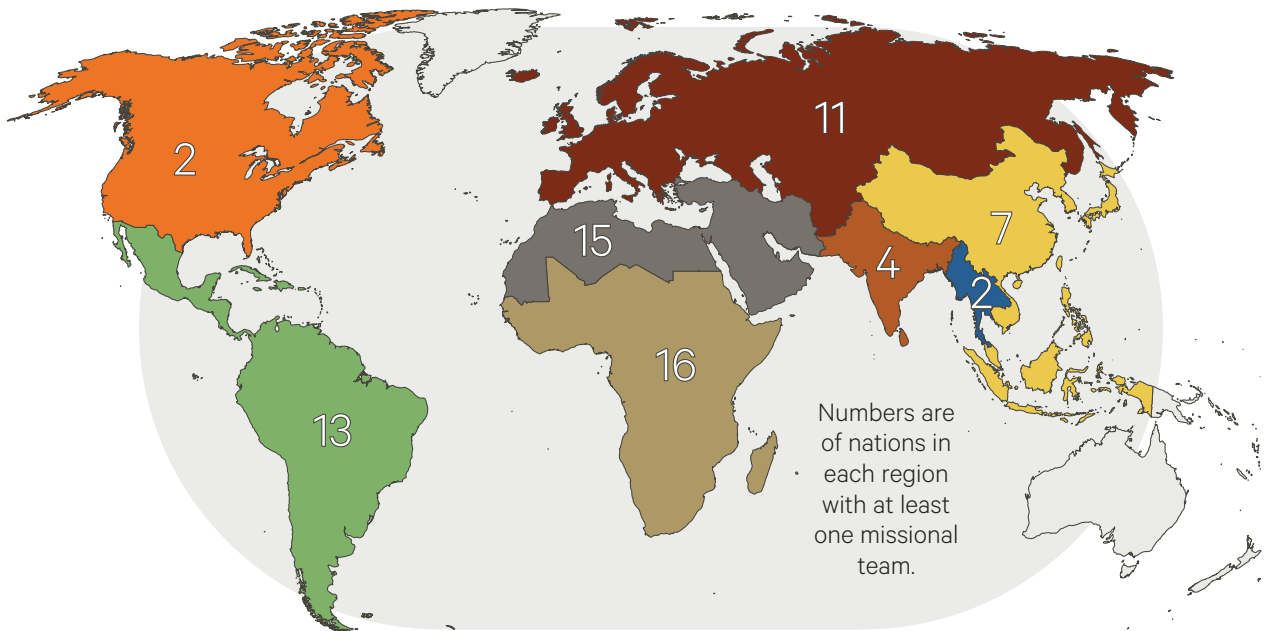 11
2
7
15
4
2
16
13
Numbers are
of nations in
each region
with at least
one missional
team.